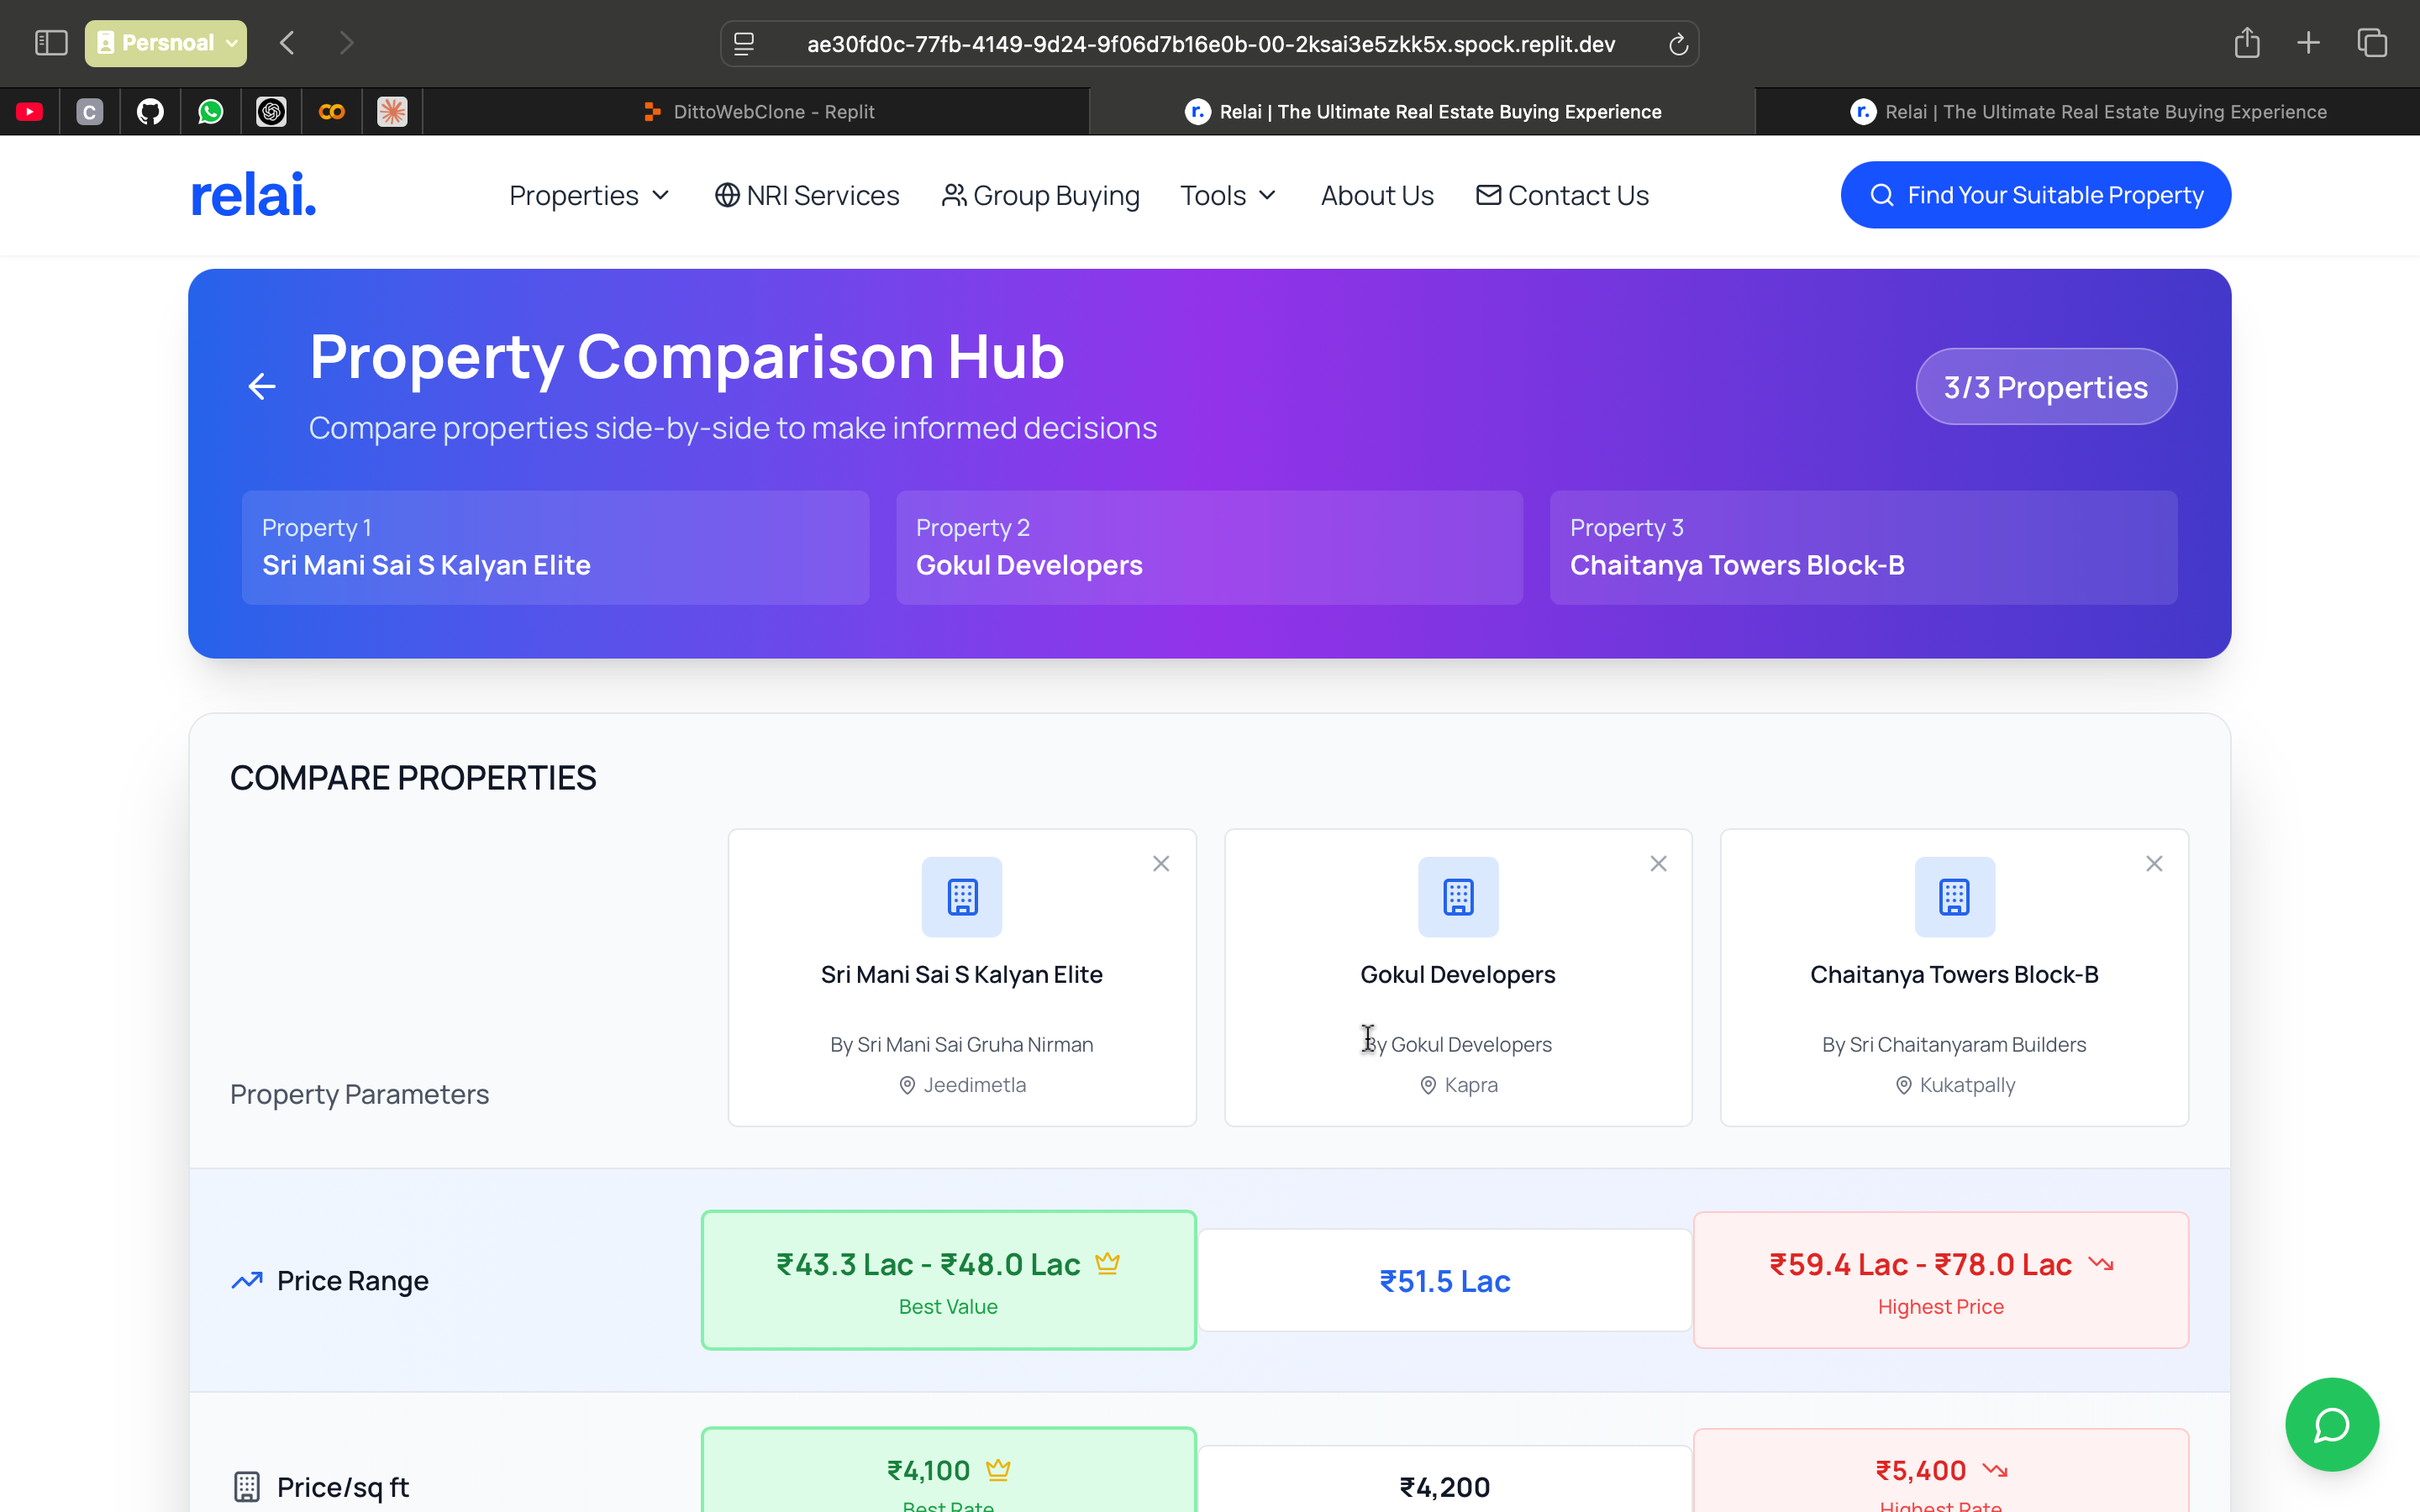 Persnoal
ae30fd0c-77fb-4149-9d24-9f06d7b16e0b-00-2ksai3e5zkk5x.spock.replit.dev
C
DittoWebClone - Replit
r.
Relai | The Ultimate Real Estate Buying Experience
r.
Relai | The Ultimate Real Estate Buying Experience
relai.
Properties
NRI Services
Group Buying
Tools
About Us
Contact Us
Find Your Suitable Property
Property Comparison Hub
Compare properties side-by-side to make informed decisions
3/3 Properties
Property 1
Sri Mani Sai S Kalyan Elite
Property 2
Gokul Developers
Property 3
Chaitanya Towers Block-B
COMPARE PROPERTIES
Property Parameters
Sri Mani Sai S Kalyan Elite
By Sri Mani Sai Gruha Nirman
Jeedimetla
Gokul Developers
By Gokul Developers
Kapra
Chaitanya Towers Block-B
By Sri Chaitanyaram Builders
Kukatpally
Price Range
₹43.3 Lac - ₹48.0 Lac
Best Value
₹51.5 Lac
₹59.4 Lac - ₹78.0 Lac
Highest Price
Price/sq ft
₹4,100
Best Rate
₹4,200
₹5,400
Highest Rate